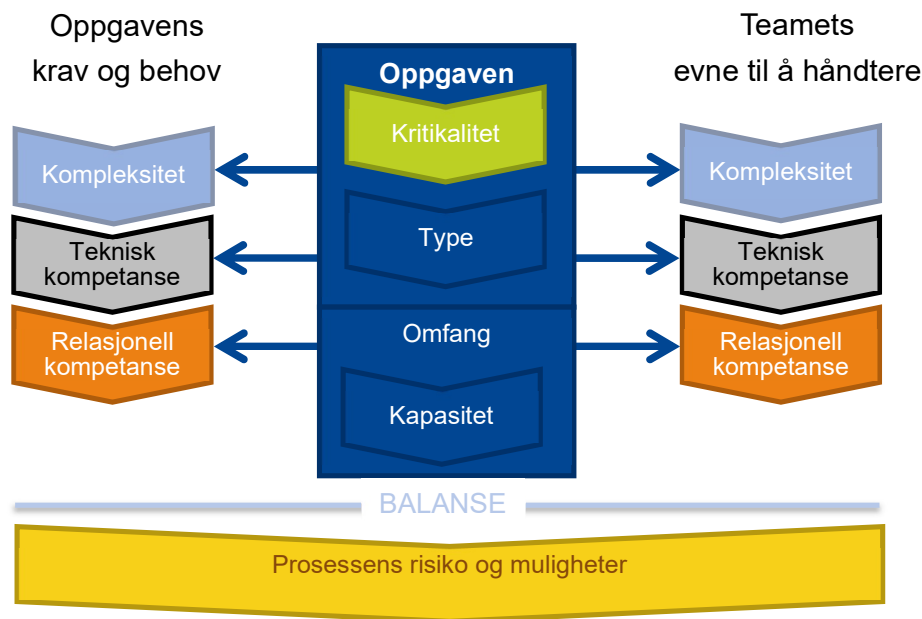 Oppgavens
krav og behov
Kompleksitet
Teknisk
kompetanse
Relasjonell
kompetanse
Oppgaven
Kritikalitet
Type
Omfang
Kapasitet
Teamets
evne til å håndtere
Kompleksitet
Teknisk
kompetanse
Relasjonell
kompetanse
BALANSE
Prosessens risiko og muligheter